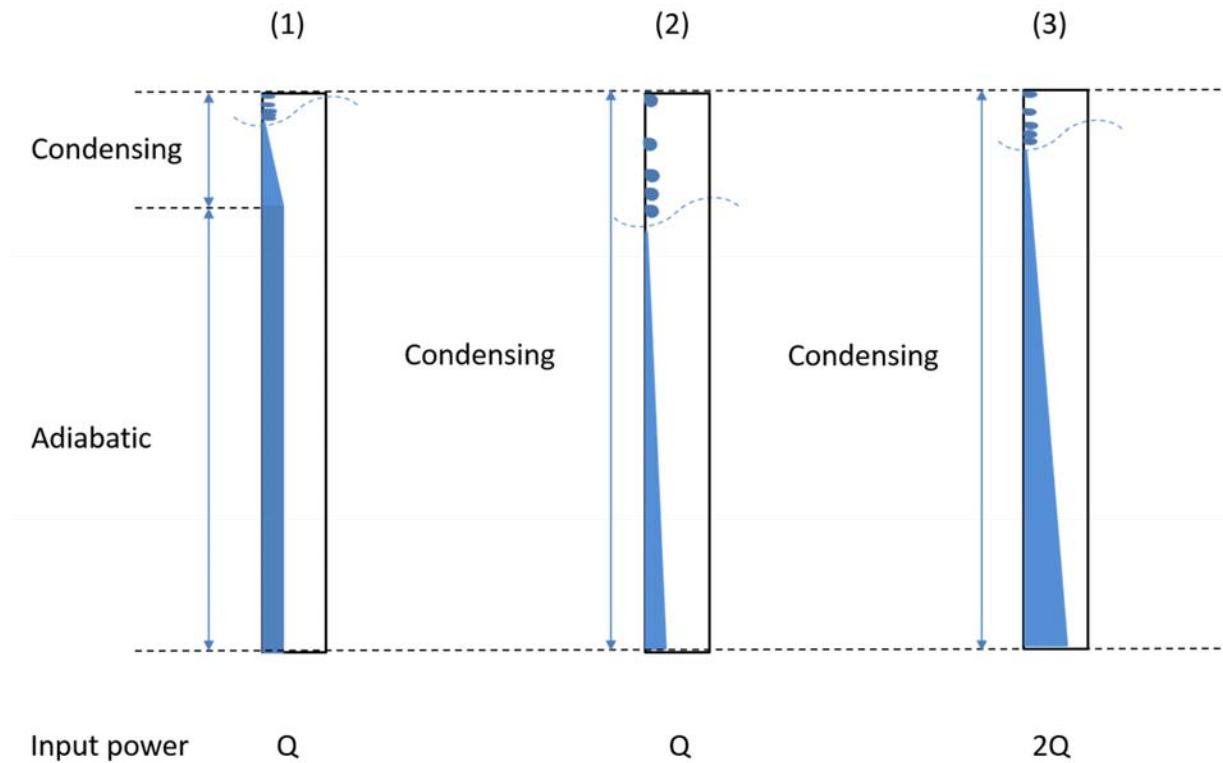 (1) (2) (3)
Condensing
Condensing Condensing
Adiabatic
Input power Q Q 2Q